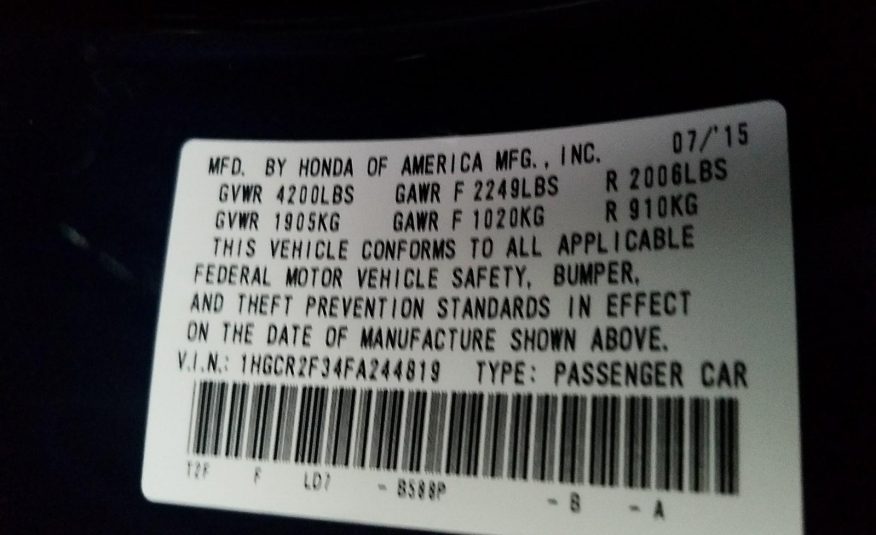 07/'15
MFD. BY HONDA OF AMERICA MFG., INC.
GVWR 4200LBS GAWR F 2249LBS R 2006LBS
GVWR 1905KG GAWR F 1020KG R 910KG
THIS VEHICLE CONFORMS TO ALL APPLICABLE
FEDERAL MOTOR VEHICLE SAFETY, BUMPER,
AND THEFT PREVENTION STANDARDS IN EFFECT
ON THE DATE OF MANUFACTURE SHOWN ABOVE.
V.I.N.: 1HGCR2F34FA244819 TYPE: PASSENGER CAR
F LD7 - B588P - B - A